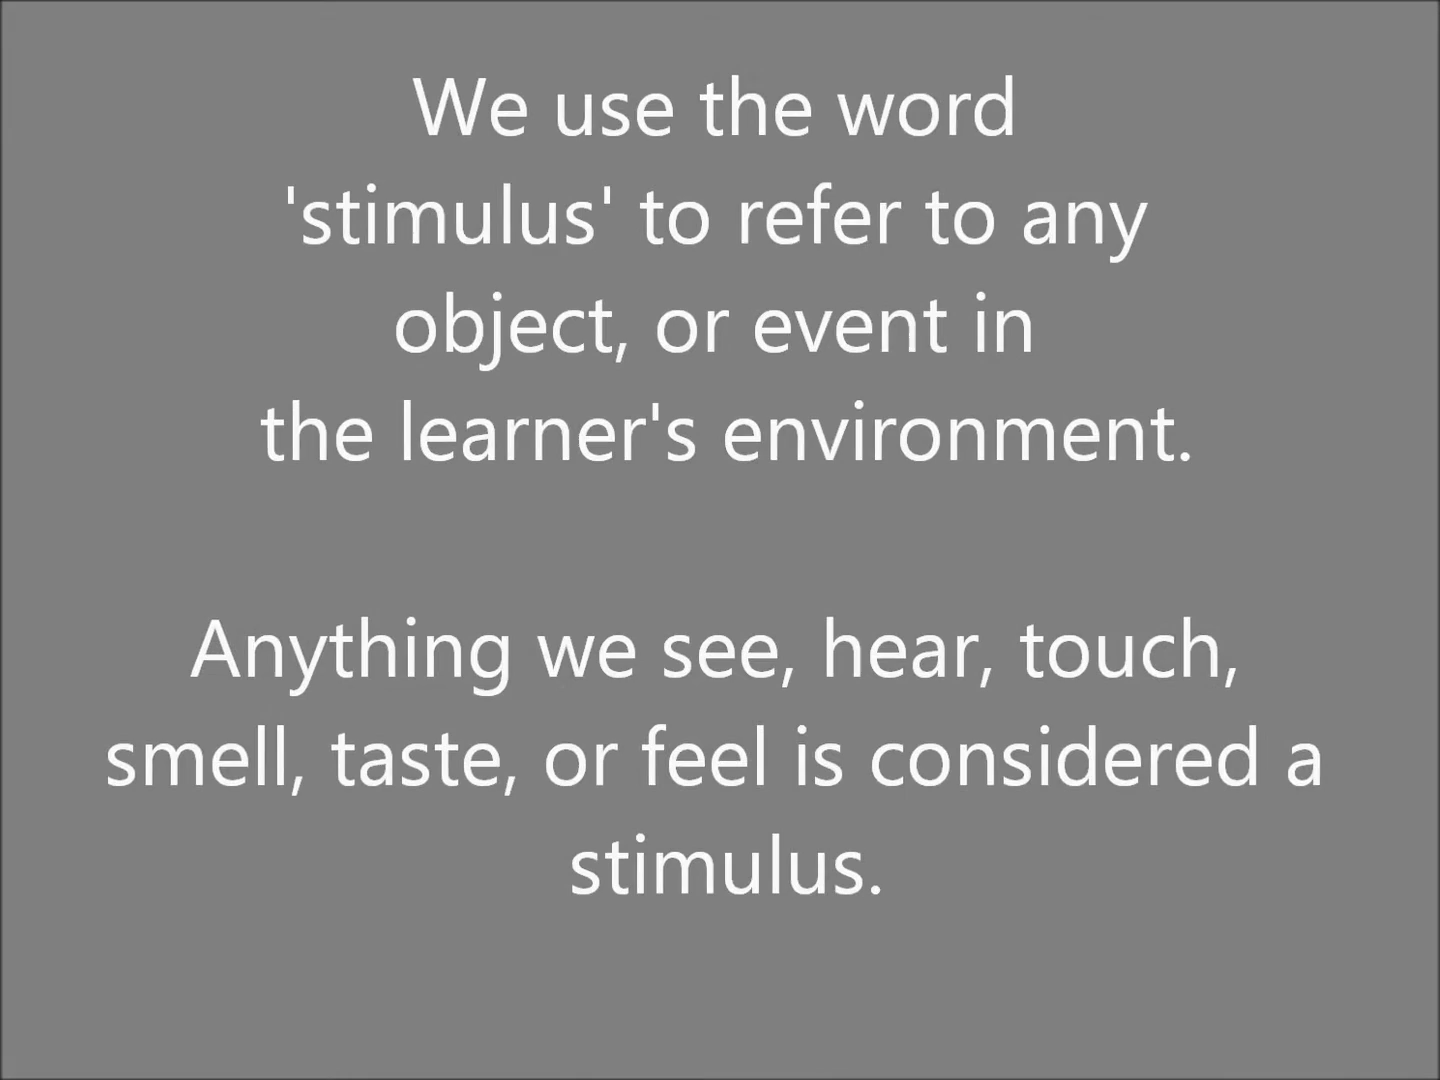 We use the word
'stimulus' to refer to any
object, or event in
the learner's environment.
Anything we see, hear, touch,
smell, taste, or feel is considered a
stimulus.